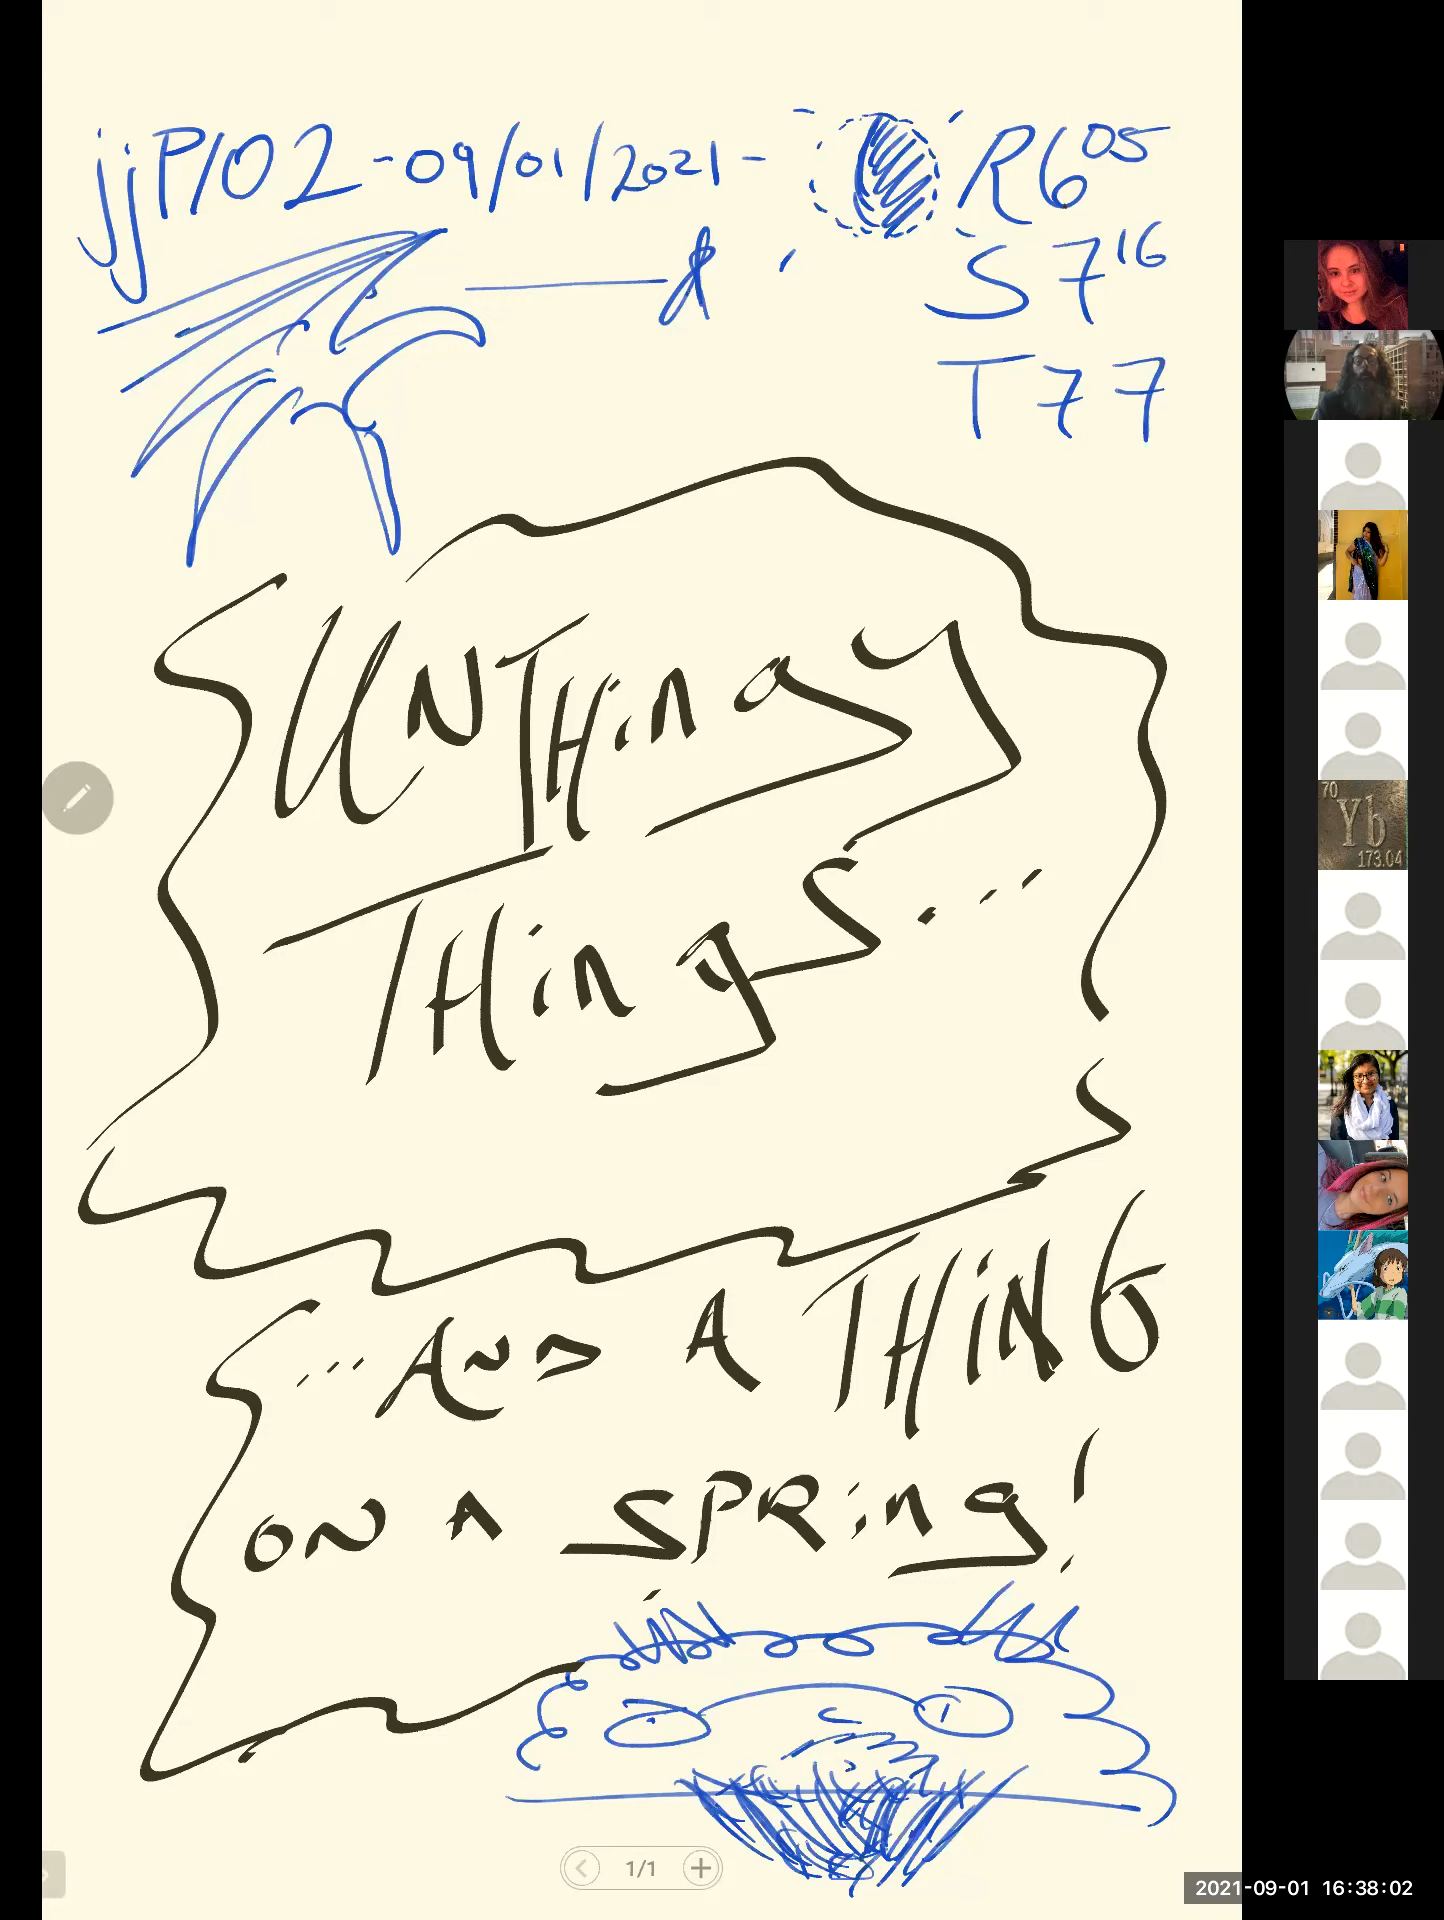 jjP102-09/01/2021-
R6⁰⁵
S7¹⁶
T77
UNTHingy
THings...
...AND A THiNG
ON A SPRing!
70
Yb
173.04
1/1
2021-09-01 16:38:02